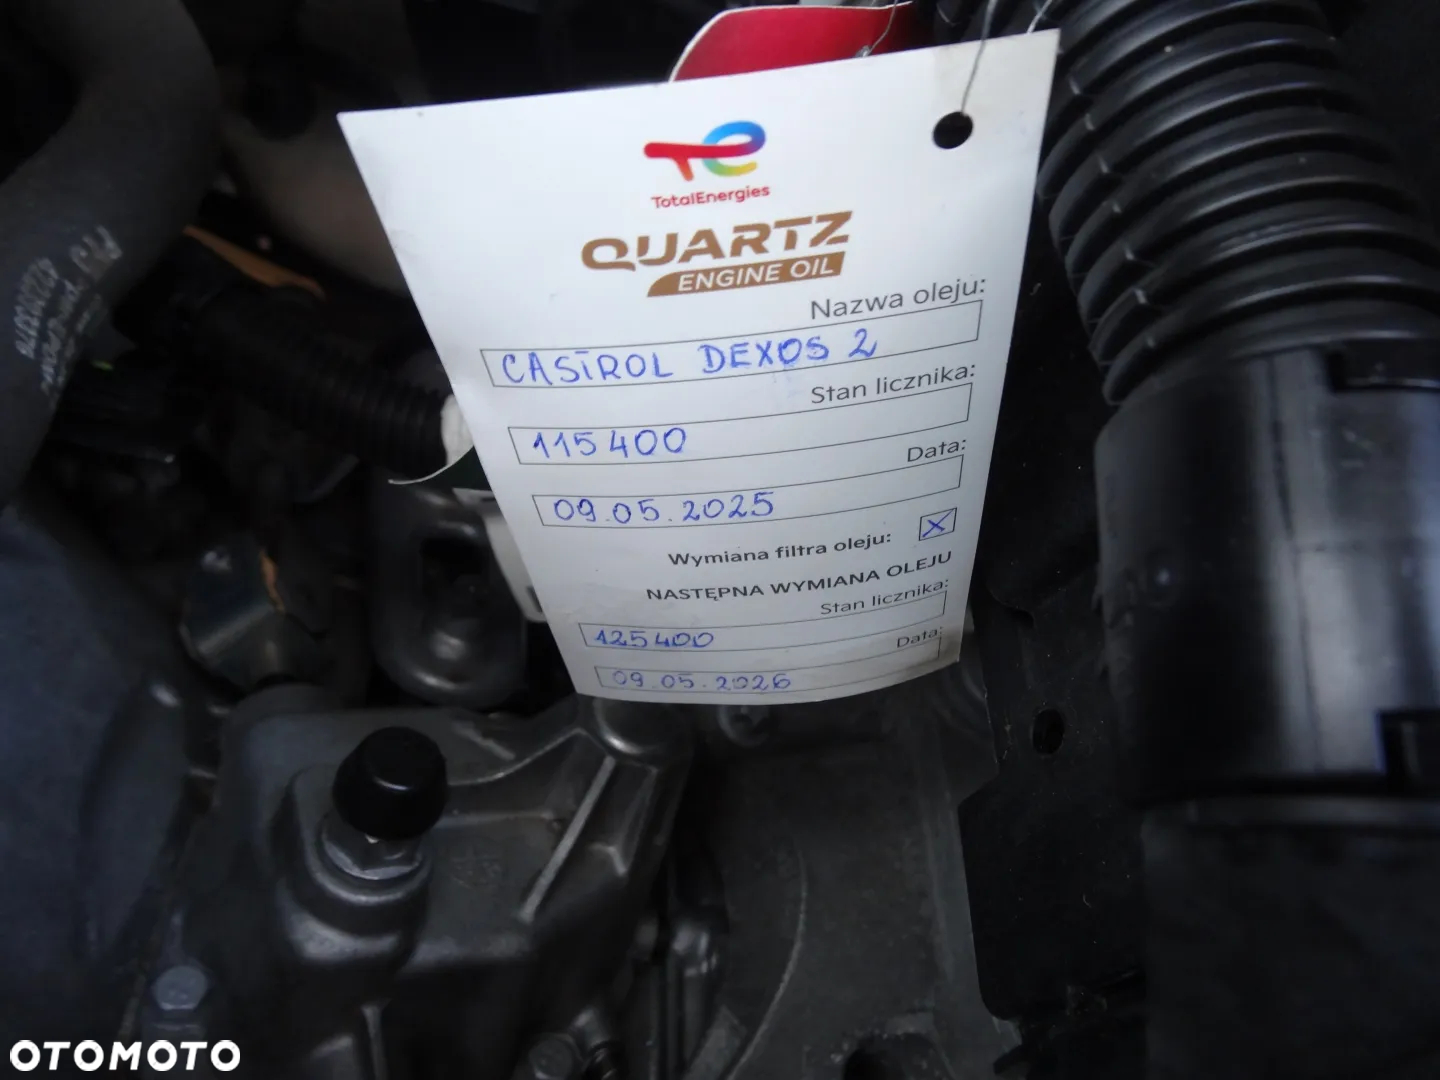 TotalEnergies
QUARTZ
ENGINE OIL
Nazwa oleju:
CASTROL DEXOS 2
Stan licznika:
115400
Data:
09.05.2025
Wymiana filtra oleju: X
NASTĘPNA WYMIANA OLEJU
Stan licznika:
125400
Data:
09.05.2026
OTOMOTO